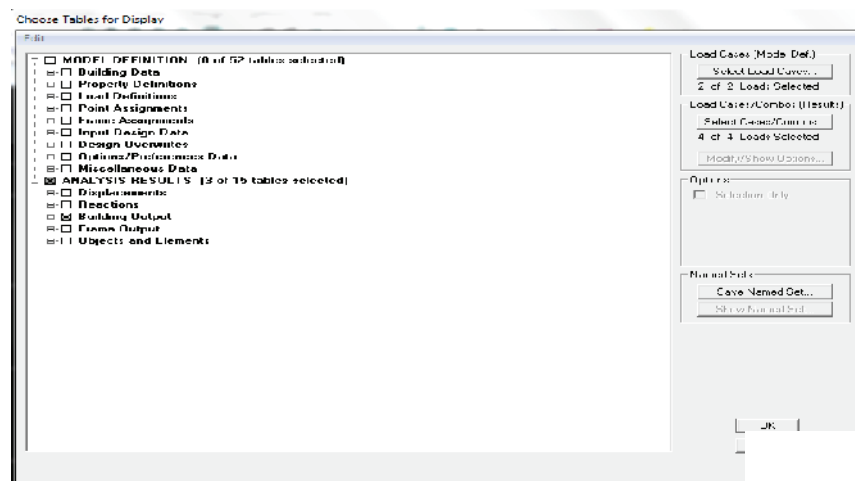 Choose Tables for Display
Edit
MODEL DEFINITION (0 of 52 tables selected)
Building Data
Property Definitions
Load Definitions
Point Assignments
Frame Assignments
Input Design Data
Design Overwrites
Options/Preferences Data
Miscellaneous Data
ANALYSIS RESULTS (3 of 15 tables selected)
Displacements
Reactions
Building Output
Frame Output
Objects and Elements
Load Cases (Model Def.)
Select Load Cases...
2 of 2 Loads Selected
Load Cases/Combos (Results)
Select Cases/Combos...
4 of 4 Loads Selected
Modify/Show Options...
Options
Selection Only
Named Sets
Save Named Set...
Show Named Set...
OK